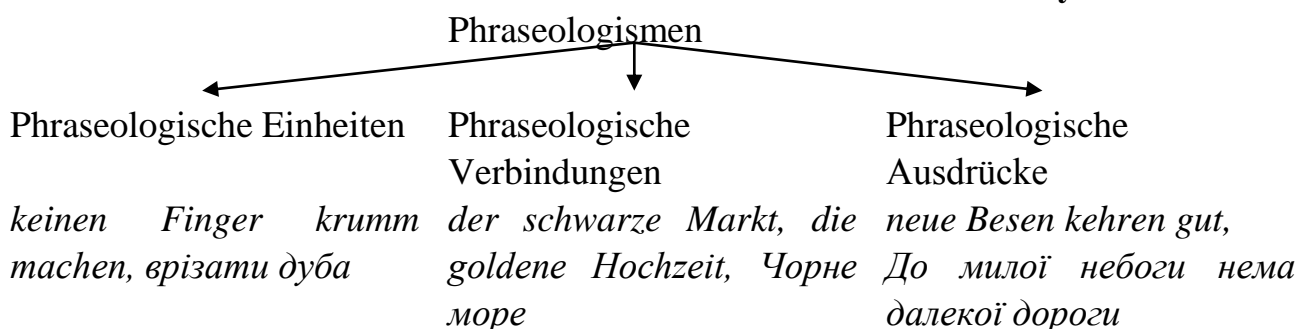 Phraseologismen
Phraseologische Einheiten
keinen Finger krumm
machen, врізати дуба
Phraseologische
Verbindungen
der schwarze Markt, die
goldene Hochzeit, Чорне
море
Phraseologische
Ausdrücke
neue Besen kehren gut,
До милої небоги нема
далекої дороги